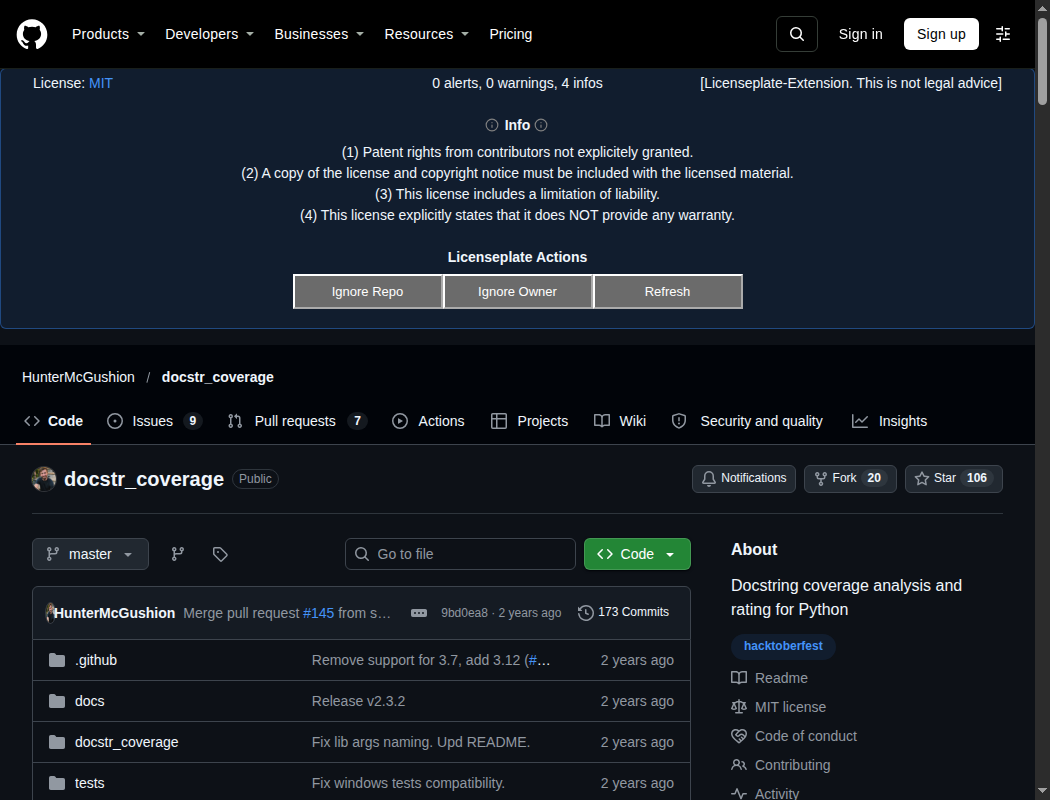 Products Developers Businesses Resources Pricing Sign in Sign up
License: MIT 0 alerts, 0 warnings, 4 infos [Licenseplate-Extension. This is not legal advice]
Info
(1) Patent rights from contributors not explicitely granted.
(2) A copy of the license and copyright notice must be included with the licensed material.
(3) This license includes a limitation of liability.
(4) This license explicitly states that it does NOT provide any warranty.
Licenseplate Actions
Ignore Repo Ignore Owner Refresh
HunterMcGushion / docstr_coverage
Code Issues 9 Pull requests 7 Actions Projects Wiki Security and quality Insights
docstr_coverage Public Notifications Fork 20 Star 106
master Go to file Code
HunterMcGushion Merge pull request #145 from s… 9bd0ea8 · 2 years ago 173 Commits
.github Remove support for 3.7, add 3.12 (#… 2 years ago
docs Release v2.3.2 2 years ago
docstr_coverage Fix lib args naming. Upd README. 2 years ago
tests Fix windows tests compatibility. 2 years ago
About
Docstring coverage analysis and
rating for Python
hacktoberfest
Readme
MIT license
Code of conduct
Contributing
Activity